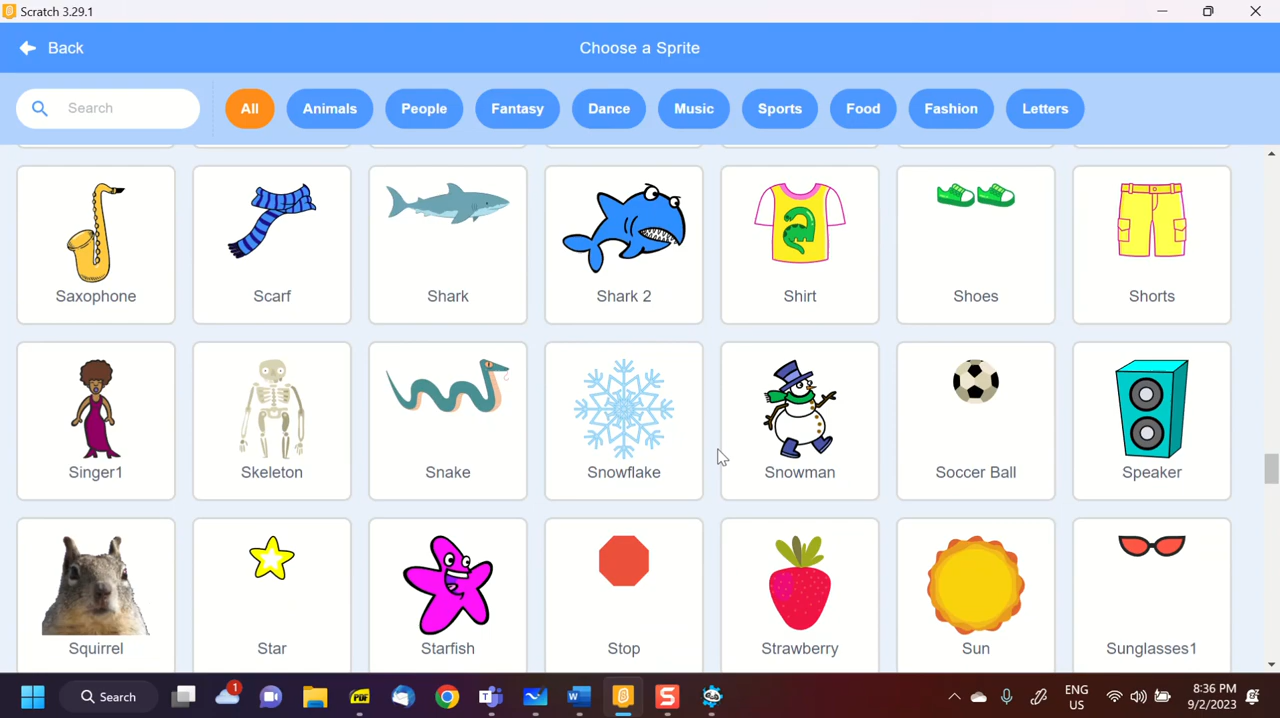 Scratch 3.29.1
Back
Choose a Sprite
Search
All
Animals
People
Fantasy
Dance
Music
Sports
Food
Fashion
Letters
Saxophone
Scarf
Shark
Shark 2
Shirt
Shoes
Shorts
Singer1
Skeleton
Snake
Snowflake
Snowman
Soccer Ball
Speaker
Squirrel
Star
Starfish
Stop
Strawberry
Sun
Sunglasses1
Search
1
PDF
ENG
US
8:36 PM
9/2/2023